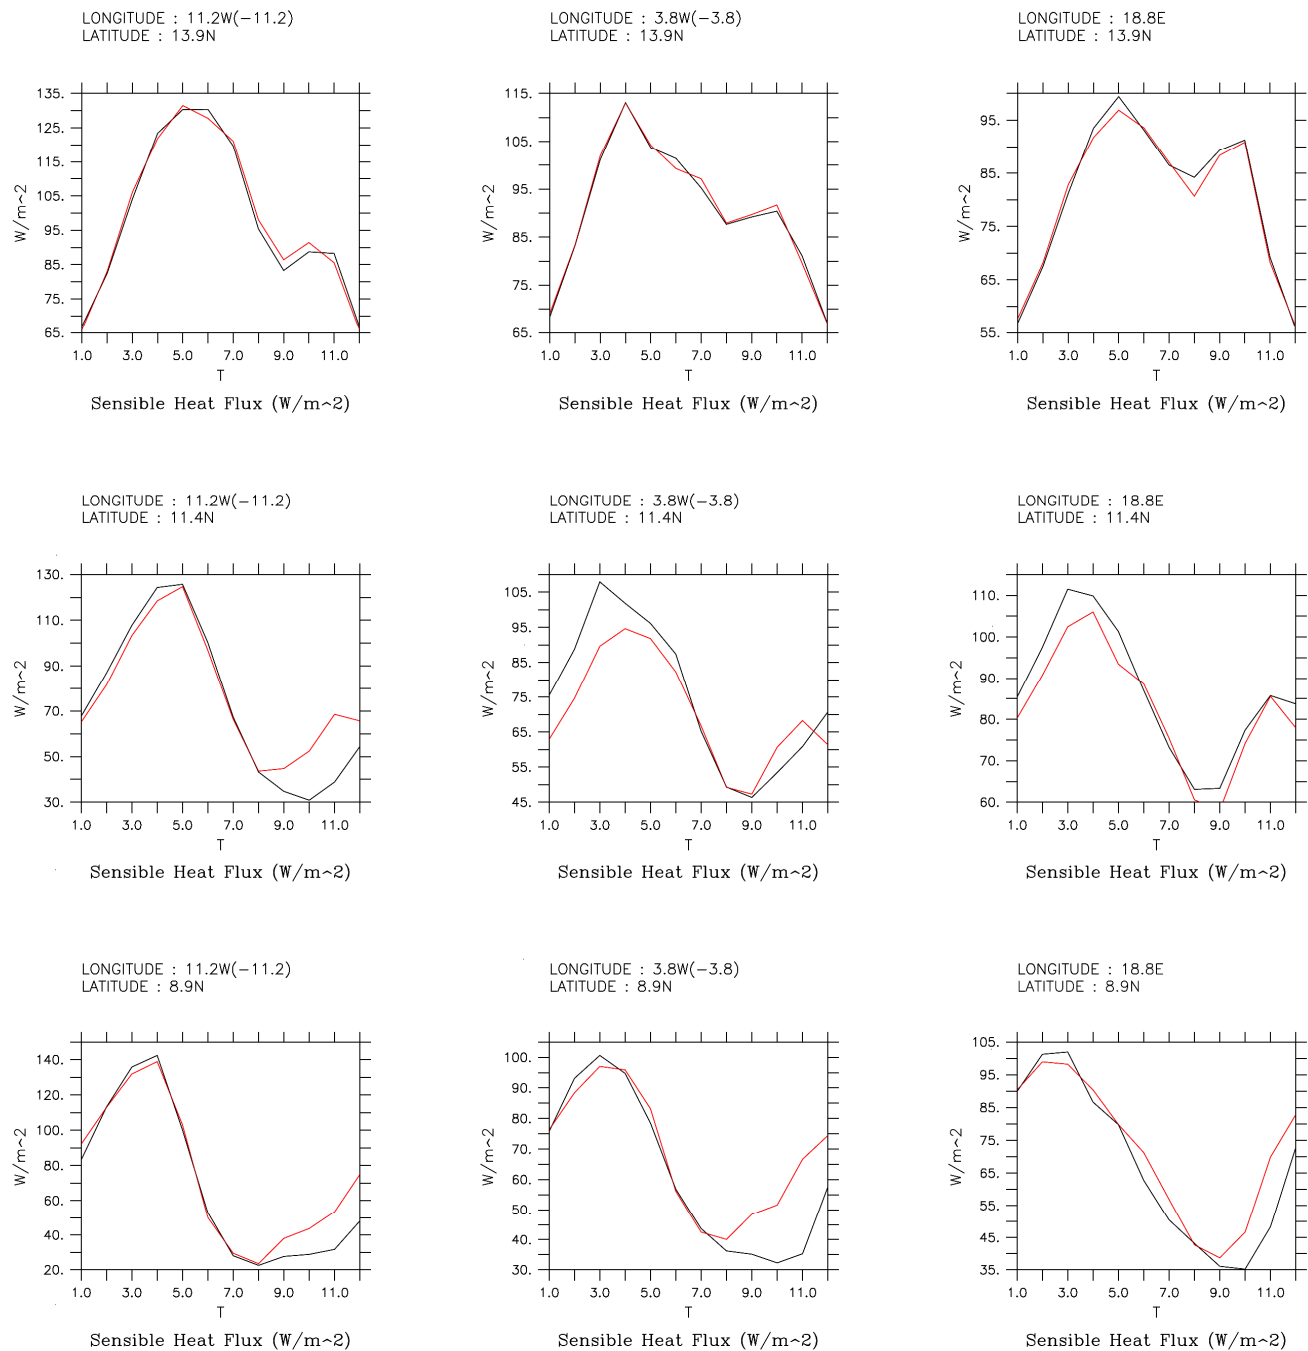 LONGITUDE : 11.2W(−11.2)
LATITUDE : 13.9N
135.
125.
115.
105.
95.
85.
75.
65.
W/m^2
1.0 3.0 5.0 7.0 9.0 11.0
T
Sensible Heat Flux (W/m^2)
LONGITUDE : 3.8W(−3.8)
LATITUDE : 13.9N
115.
105.
95.
85.
75.
65.
W/m^2
1.0 3.0 5.0 7.0 9.0 11.0
T
Sensible Heat Flux (W/m^2)
LONGITUDE : 18.8E
LATITUDE : 13.9N
95.
85.
75.
65.
55.
W/m^2
1.0 3.0 5.0 7.0 9.0 11.0
T
Sensible Heat Flux (W/m^2)
LONGITUDE : 11.2W(−11.2)
LATITUDE : 11.4N
130.
110.
90.
70.
50.
30.
W/m^2
1.0 3.0 5.0 7.0 9.0 11.0
T
Sensible Heat Flux (W/m^2)
LONGITUDE : 3.8W(−3.8)
LATITUDE : 11.4N
105.
95.
85.
75.
65.
55.
45.
W/m^2
1.0 3.0 5.0 7.0 9.0 11.0
T
Sensible Heat Flux (W/m^2)
LONGITUDE : 18.8E
LATITUDE : 11.4N
110.
100.
90.
80.
70.
60.
W/m^2
1.0 3.0 5.0 7.0 9.0 11.0
T
Sensible Heat Flux (W/m^2)
LONGITUDE : 11.2W(−11.2)
LATITUDE : 8.9N
140.
120.
100.
80.
60.
40.
20.
W/m^2
1.0 3.0 5.0 7.0 9.0 11.0
T
Sensible Heat Flux (W/m^2)
LONGITUDE : 3.8W(−3.8)
LATITUDE : 8.9N
100.
90.
80.
70.
60.
50.
40.
30.
W/m^2
1.0 3.0 5.0 7.0 9.0 11.0
T
Sensible Heat Flux (W/m^2)
LONGITUDE : 18.8E
LATITUDE : 8.9N
105.
95.
85.
75.
65.
55.
45.
35.
W/m^2
1.0 3.0 5.0 7.0 9.0 11.0
T
Sensible Heat Flux (W/m^2)